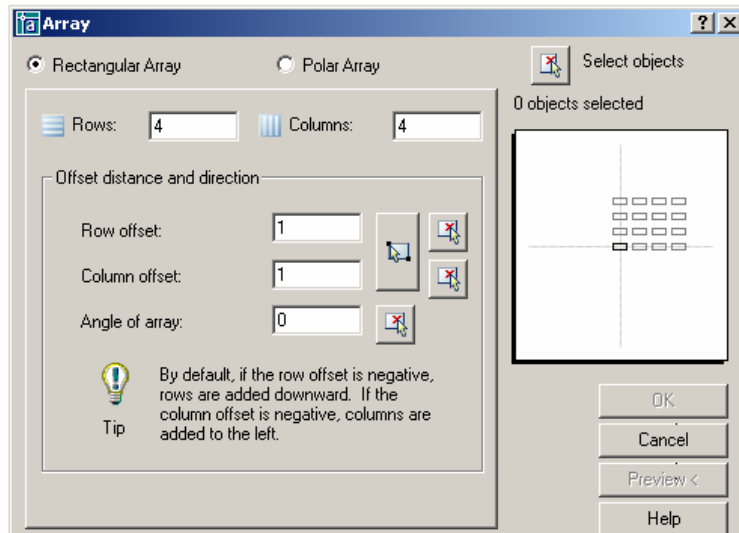 Array
Rectangular Array
Polar Array
Select objects
0 objects selected
Rows: 4
Columns: 4
Offset distance and direction
Row offset: 1
Column offset: 1
Angle of array: 0
Tip
By default, if the row offset is negative,
rows are added downward. If the
column offset is negative, columns are
added to the left.
OK
Cancel
Preview <
Help